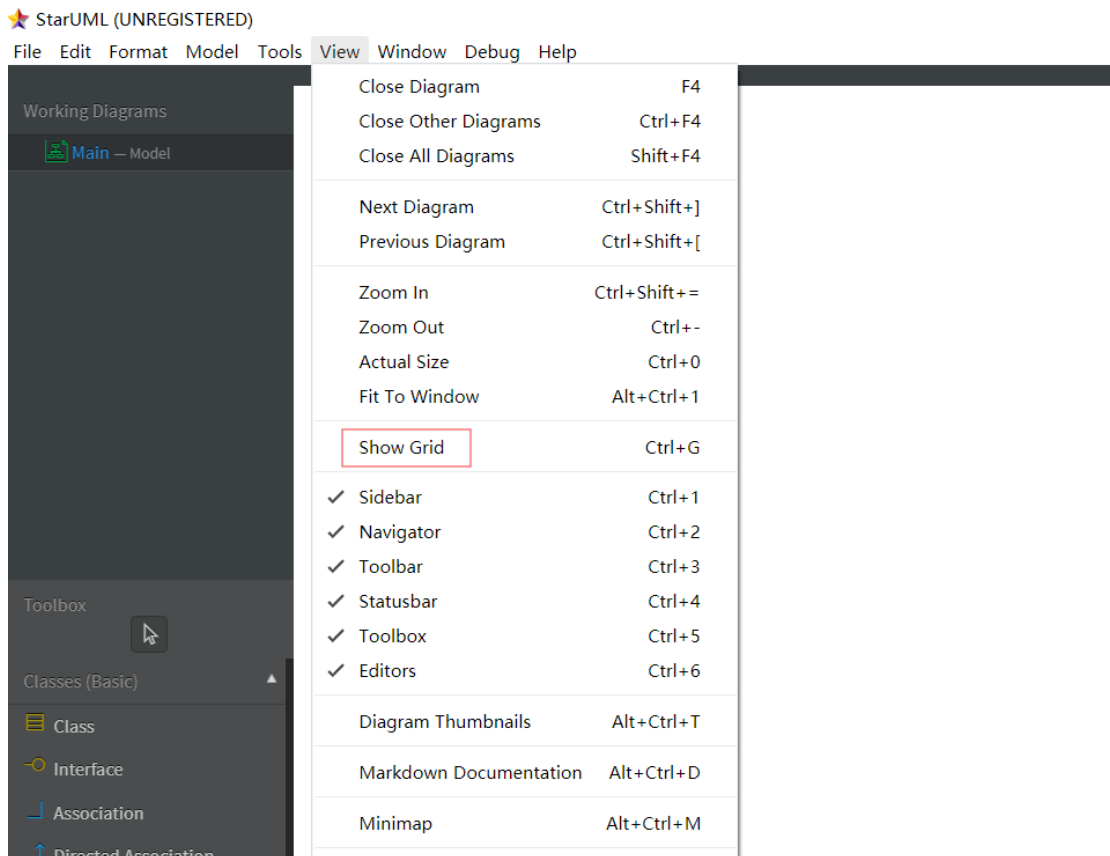 StarUML (UNREGISTERED)
File Edit Format Model Tools View Window Debug Help
Working Diagrams
Main — Model
Close Diagram F4
Close Other Diagrams Ctrl+F4
Close All Diagrams Shift+F4
Next Diagram Ctrl+Shift+]
Previous Diagram Ctrl+Shift+[
Zoom In Ctrl+Shift+=
Zoom Out Ctrl+-
Actual Size Ctrl+0
Fit To Window Alt+Ctrl+1
Show Grid Ctrl+G
Sidebar Ctrl+1
Navigator Ctrl+2
Toolbar Ctrl+3
Statusbar Ctrl+4
Toolbox Ctrl+5
Editors Ctrl+6
Diagram Thumbnails Alt+Ctrl+T
Markdown Documentation Alt+Ctrl+D
Minimap Alt+Ctrl+M
Toolbox
Classes (Basic)
Class
Interface
Association
Directed Association